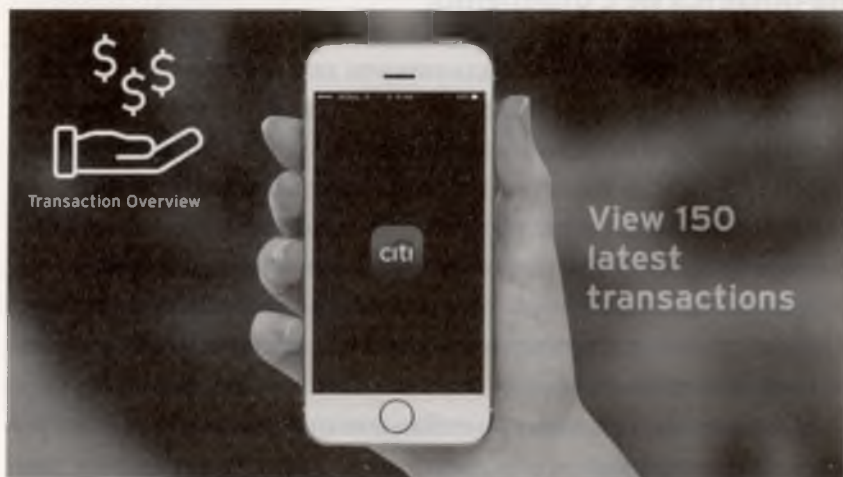 $
$
$
Transaction Overview
citi
View 150
latest
transactions